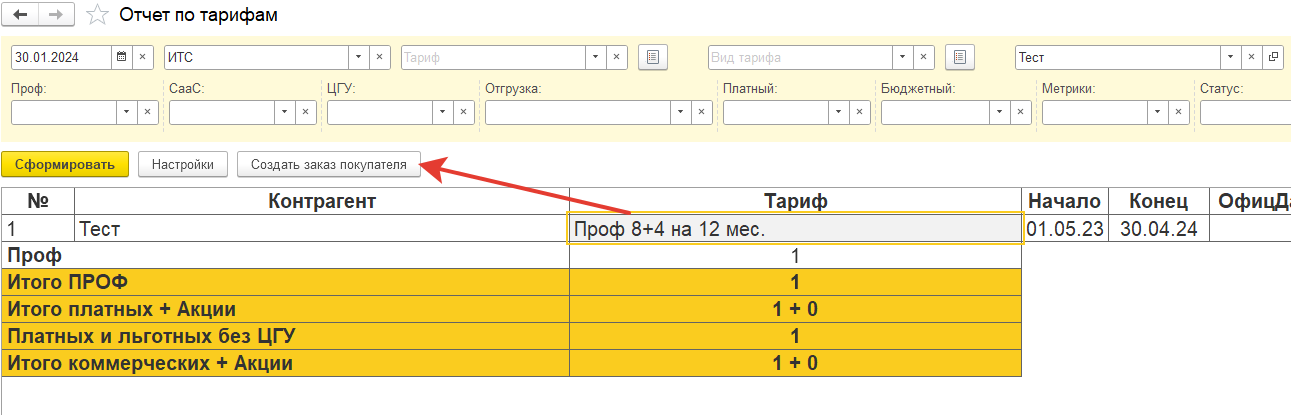 Отчет по тарифам
30.01.2024 ИТС Тариф Вид тарифа Тест
Проф: СааС: ЦГУ: Отгрузка: Платный: Бюджетный: Метрики: Статус:
Сформировать Настройки Создать заказ покупателя
№ Контрагент Тариф Начало Конец ОфицДа
1 Тест Проф 8+4 на 12 мес. 01.05.23 30.04.24
Проф 1
Итого ПРОФ 1
Итого платных + Акции 1 + 0
Платных и льготных без ЦГУ 1
Итого коммерческих + Акции 1 + 0